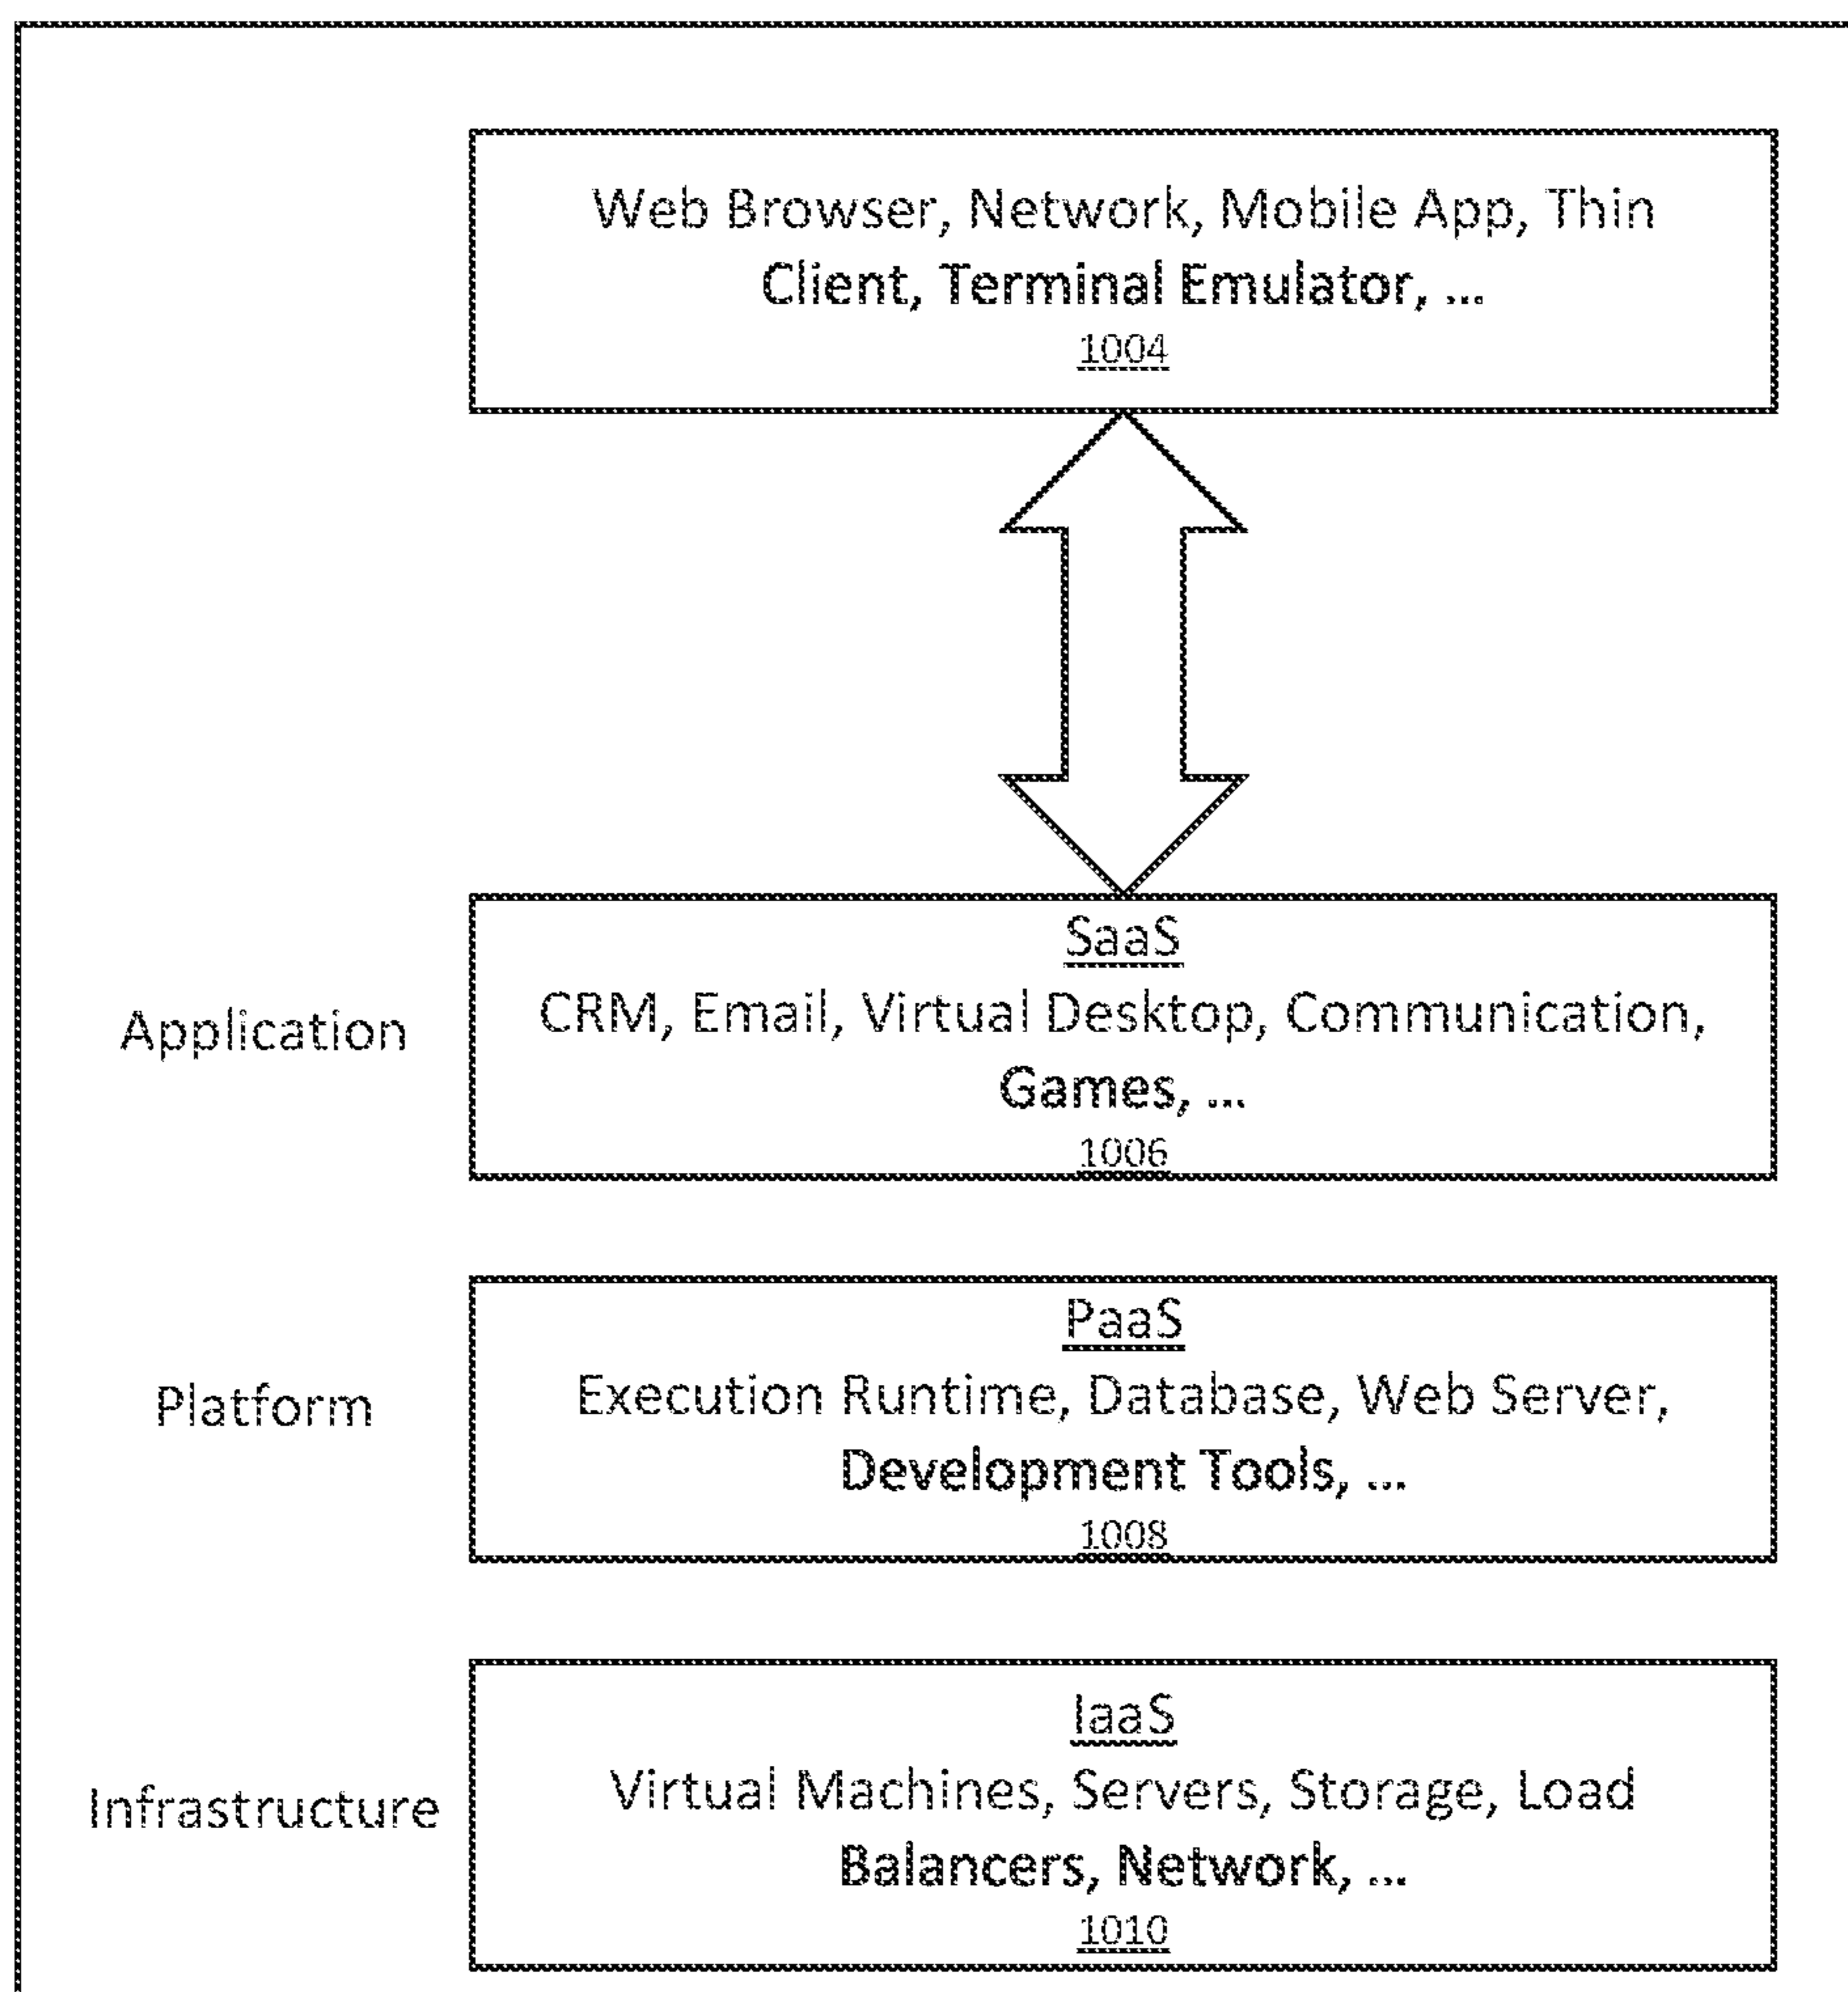 Web Browser, Network, Mobile App, Thin
Client, Terminal Emulator, ...
1004
SaaS
Application
CRM, Email, Virtual Desktop, Communication,
Games, ...
1006
PaaS
Platform
Execution Runtime, Database, Web Server,
Development Tools, ...
1008
IaaS
Infrastructure
Virtual Machines, Servers, Storage, Load
Balancers, Network, ...
1010